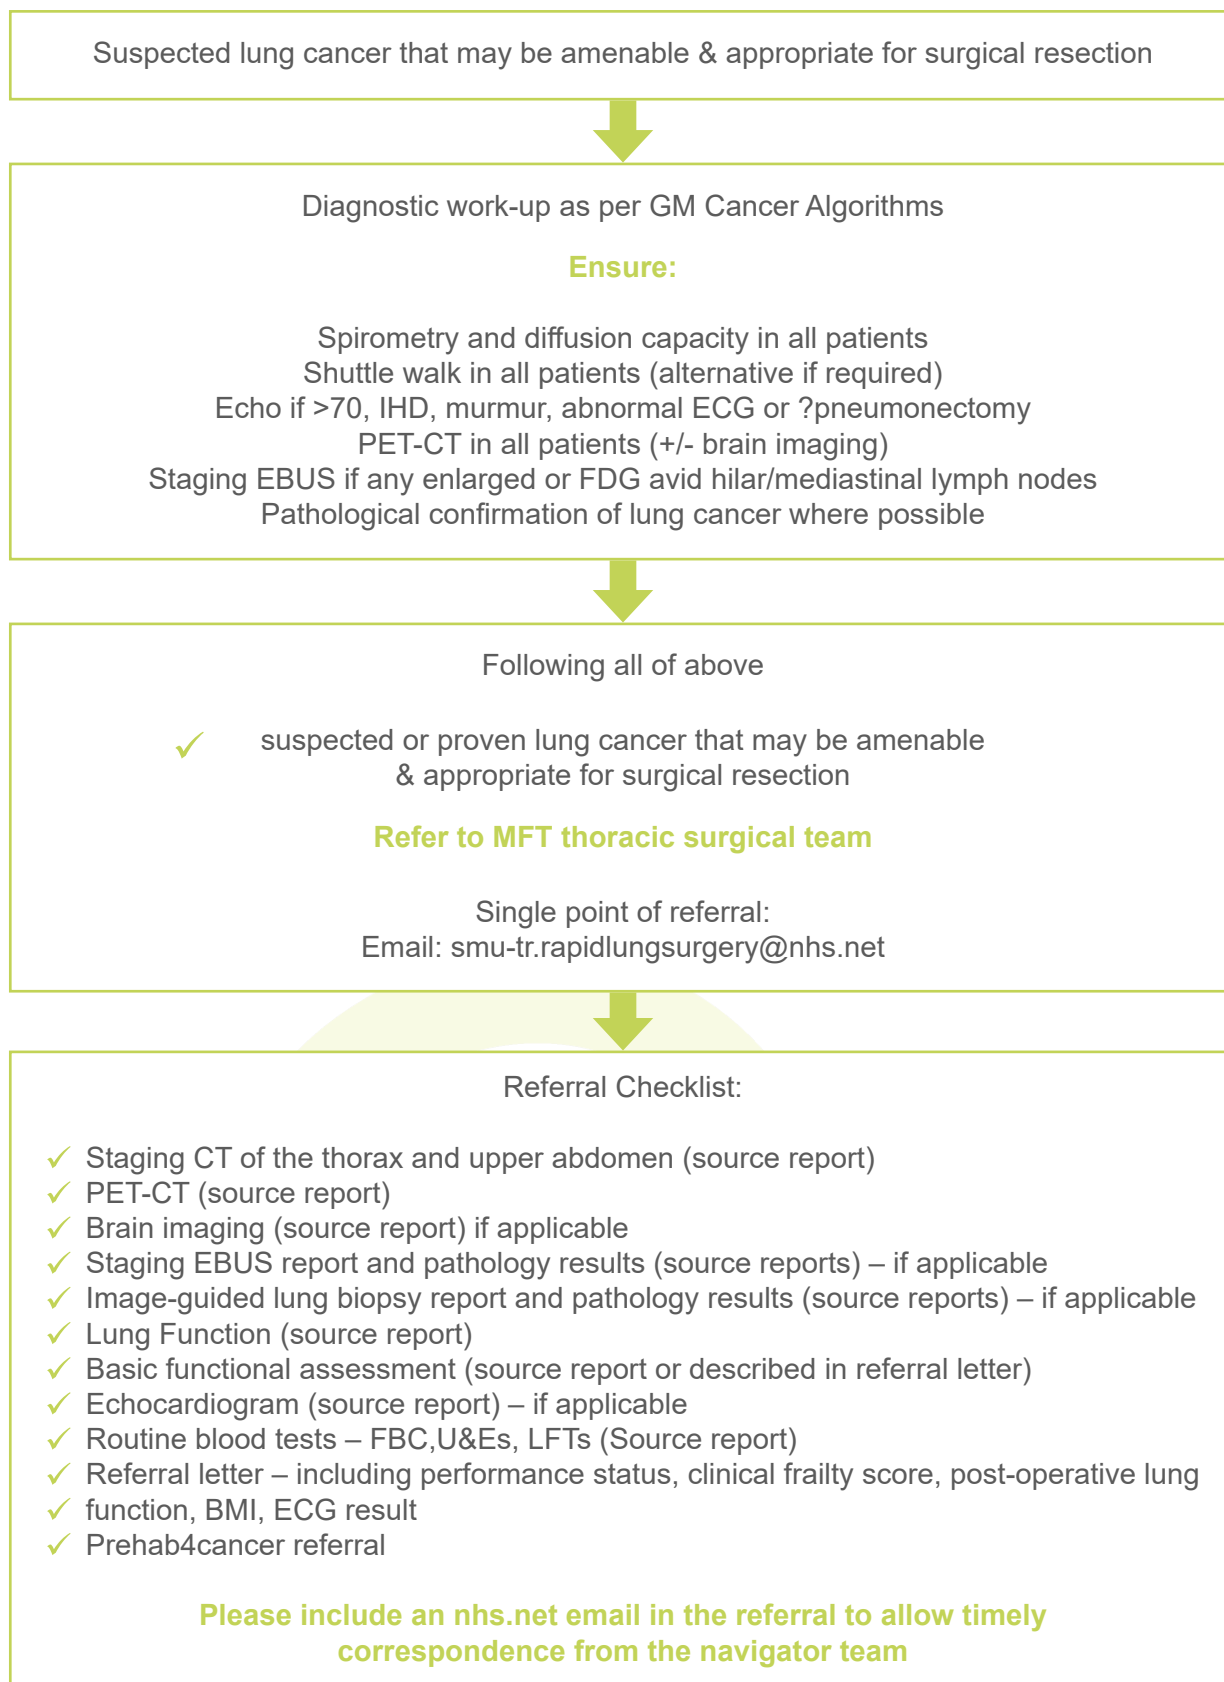 Suspected lung cancer that may be amenable & appropriate for surgical resection
Diagnostic work-up as per GM Cancer Algorithms
Ensure:
Spirometry and diffusion capacity in all patients
Shuttle walk in all patients (alternative if required)
Echo if >70, IHD, murmur, abnormal ECG or ?pneumonectomy
PET-CT in all patients (+/- brain imaging)
Staging EBUS if any enlarged or FDG avid hilar/mediastinal lymph nodes
Pathological confirmation of lung cancer where possible
Following all of above
✓ suspected or proven lung cancer that may be amenable
& appropriate for surgical resection
Refer to MFT thoracic surgical team
Single point of referral:
Email: smu-tr.rapidlungsurgery@nhs.net
Referral Checklist:
✓ Staging CT of the thorax and upper abdomen (source report)
✓ PET-CT (source report)
✓ Brain imaging (source report) if applicable
✓ Staging EBUS report and pathology results (source reports) – if applicable
✓ Image-guided lung biopsy report and pathology results (source reports) – if applicable
✓ Lung Function (source report)
✓ Basic functional assessment (source report or described in referral letter)
✓ Echocardiogram (source report) – if applicable
✓ Routine blood tests – FBC,U&Es, LFTs (Source report)
✓ Referral letter – including performance status, clinical frailty score, post-operative lung
✓ function, BMI, ECG result
✓ Prehab4cancer referral
Please include an nhs.net email in the referral to allow timely
correspondence from the navigator team